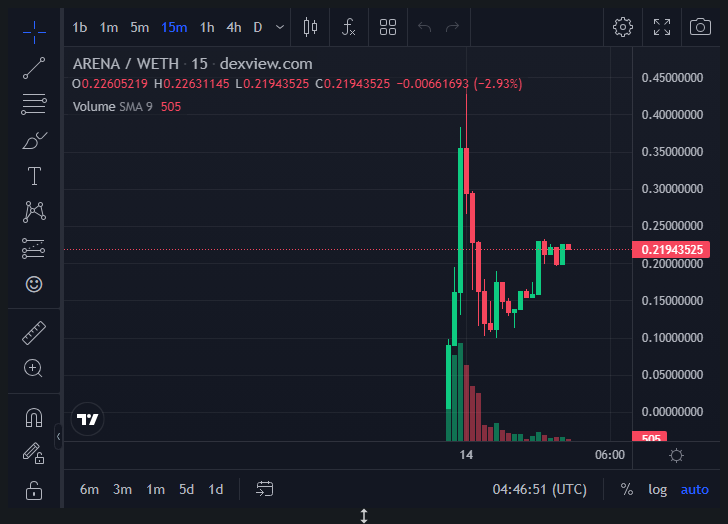 1b 1m 5m 15m 1h 4h D
ARENA / WETH · 15 · dexview.com
O0.22605219 H0.22631145 L0.21943525 C0.21943525 −0.00661693 (−2.93%)
Volume SMA 9 505
0.45000000
0.40000000
0.35000000
0.30000000
0.25000000
0.21943525
0.20000000
0.15000000
0.10000000
0.05000000
0.00000000
505
14 06:00
6m 3m 1m 5d 1d 04:46:51 (UTC) % log auto